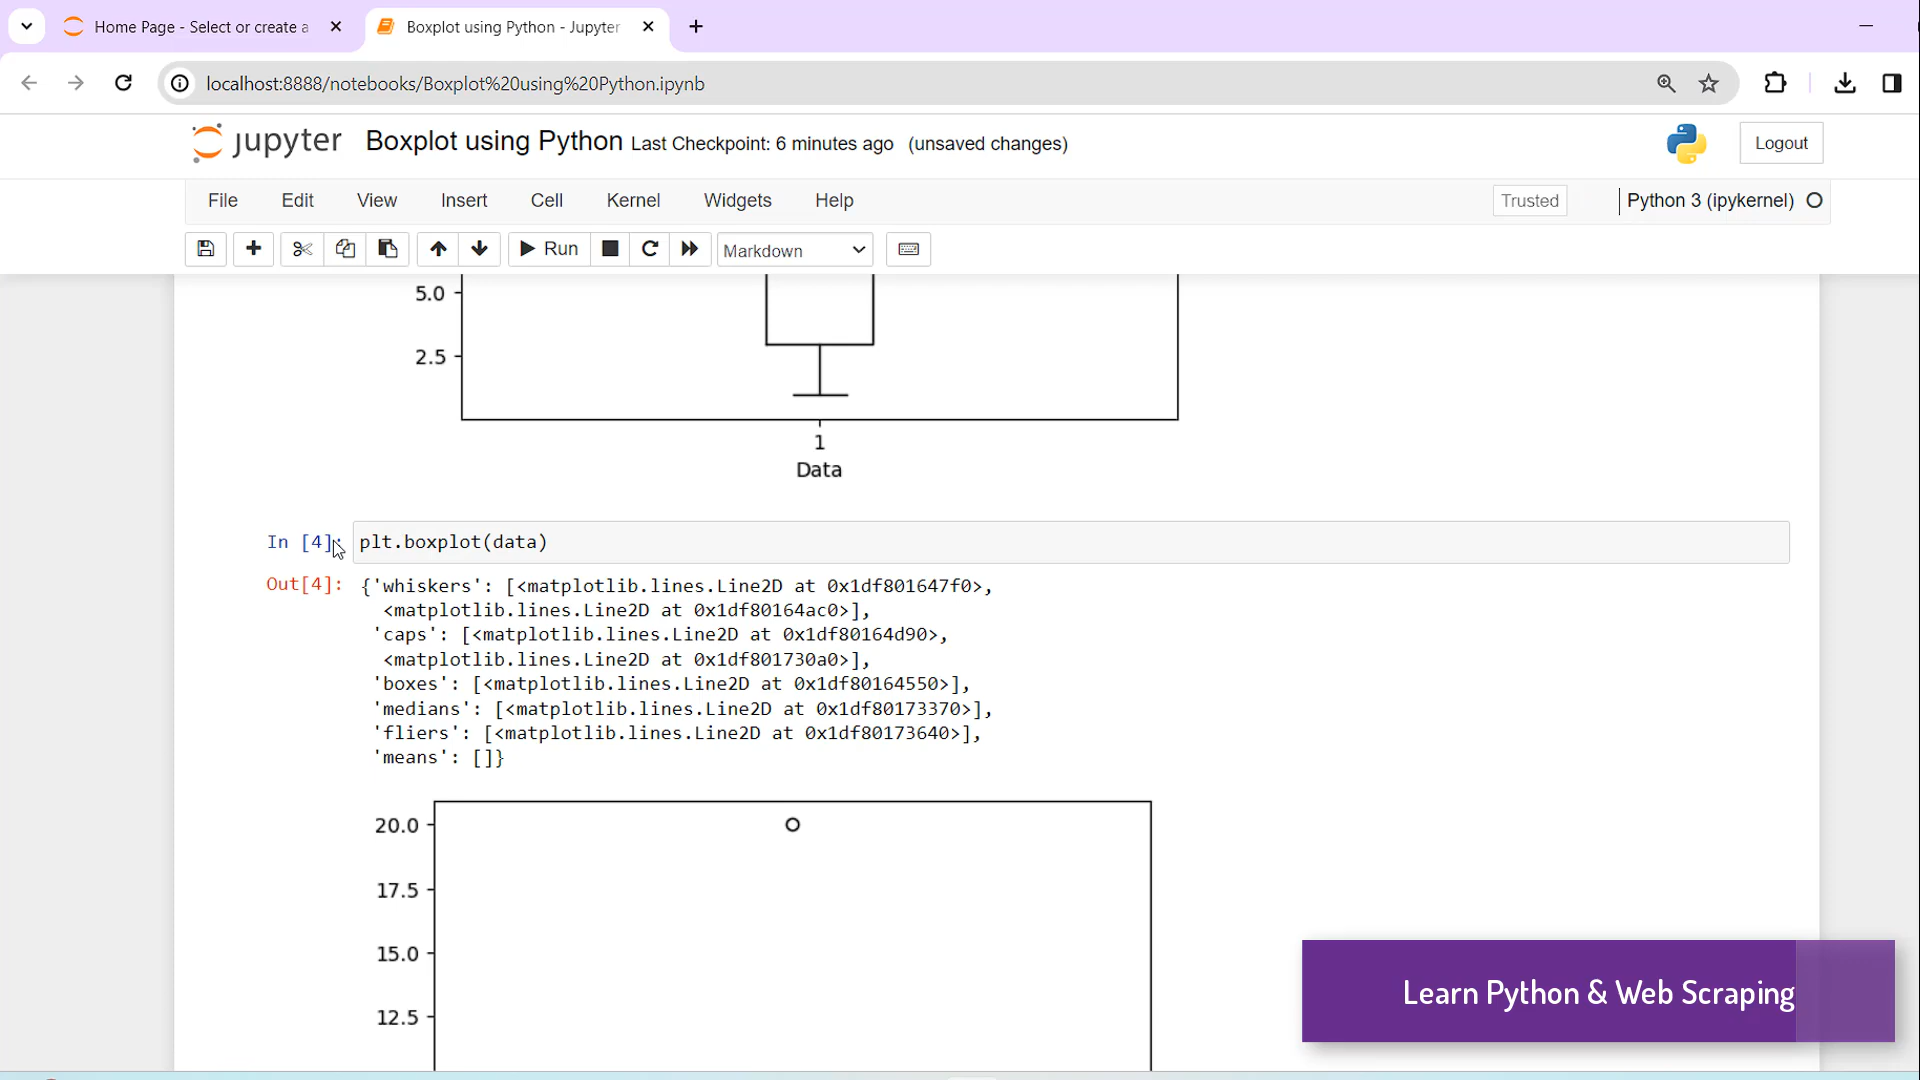 Home Page - Select or create a
Boxplot using Python - Jupyter
localhost:8888/notebooks/Boxplot%20using%20Python.ipynb
jupyter Boxplot using Python Last Checkpoint: 6 minutes ago (unsaved changes)
Logout
File Edit View Insert Cell Kernel Widgets Help Trusted Python 3 (ipykernel)
Run Markdown
5.0
2.5
1
Data
In [4]: plt.boxplot(data)
Out[4]: {'whiskers': [<matplotlib.lines.Line2D at 0x1df801647f0>,
<matplotlib.lines.Line2D at 0x1df80164ac0>],
'caps': [<matplotlib.lines.Line2D at 0x1df80164d90>,
<matplotlib.lines.Line2D at 0x1df801730a0>],
'boxes': [<matplotlib.lines.Line2D at 0x1df80164550>],
'medians': [<matplotlib.lines.Line2D at 0x1df80173370>],
'fliers': [<matplotlib.lines.Line2D at 0x1df80173640>],
'means': []}
20.0
17.5
15.0
12.5
Learn Python & Web Scraping